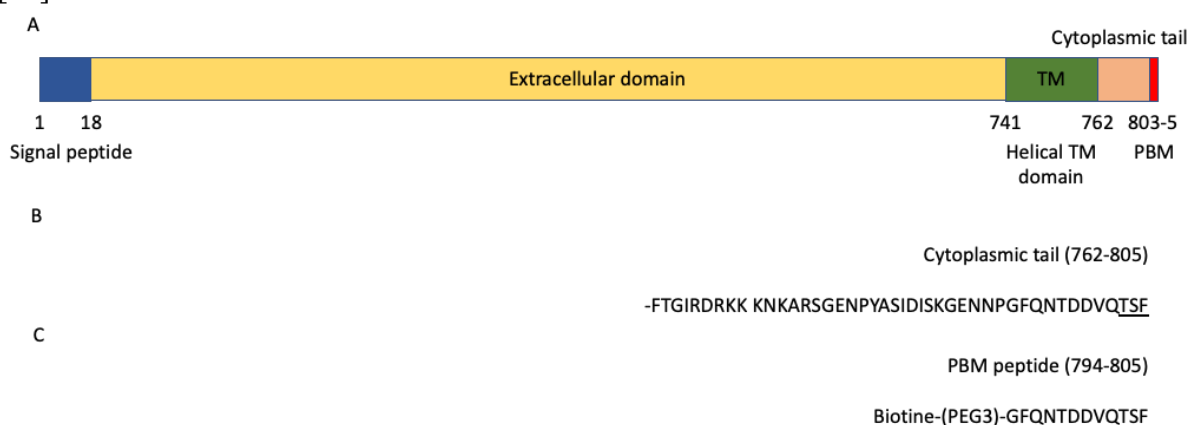 A
Cytoplasmic tail
Extracellular domain
TM
1 18 741 762 803-5
Signal peptide Helical TM PBM
domain
B
Cytoplasmic tail (762-805)
-FTGIRDRKK KNKARSGENPYASIDISKGENNPGFQNTDDVQTSF
C
PBM peptide (794-805)
Biotine-(PEG3)-GFQNTDDVQTSF